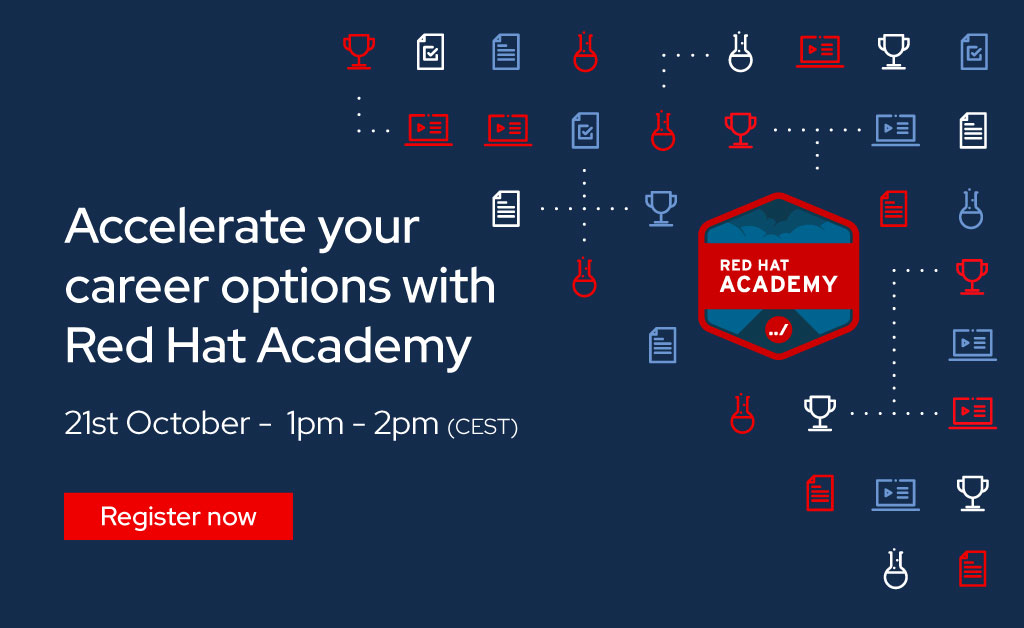 Accelerate your
career options with
Red Hat Academy
21st October - 1pm - 2pm (CEST)
Register now
RED HAT
ACADEMY
../